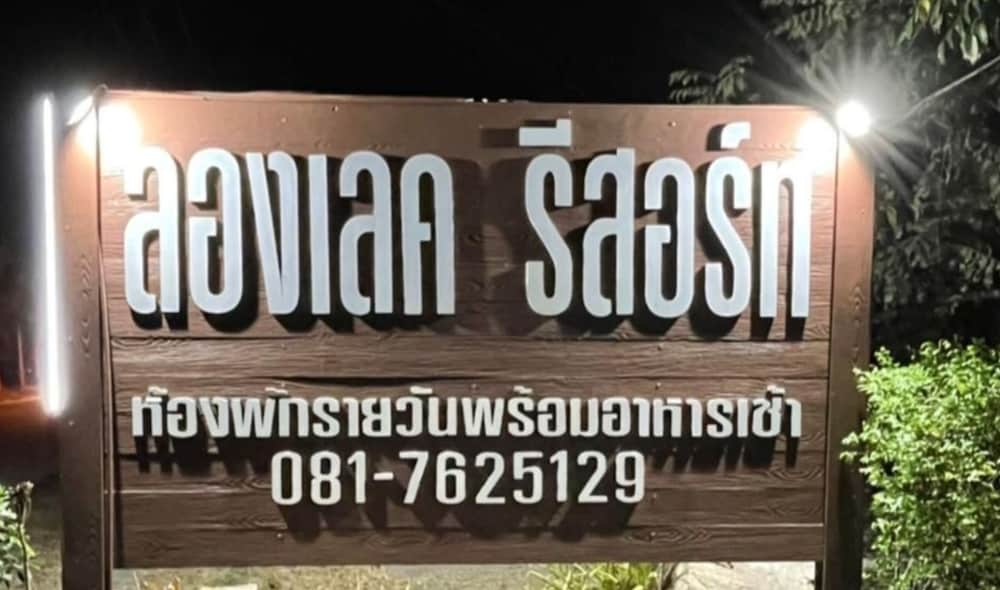 ลองเลค รีสอร์ท
ห้องพักรายวันพร้อมอาหารเช้า
081-7625129